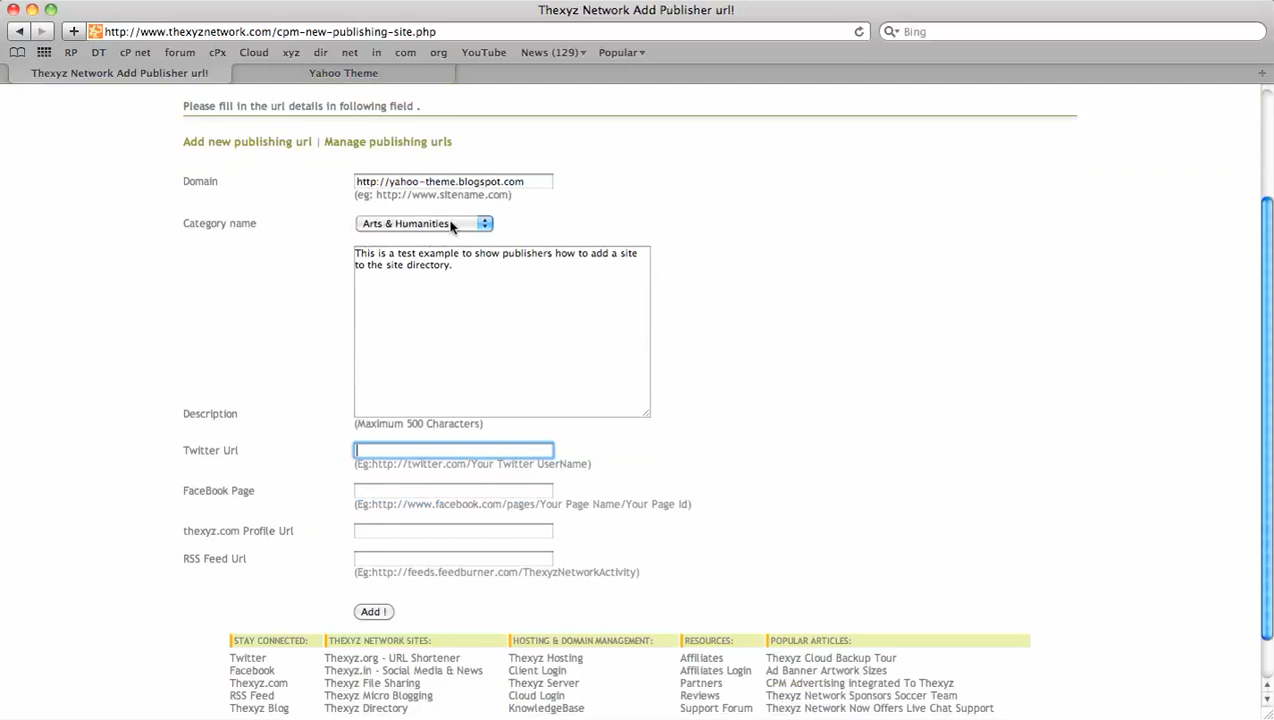 Thexyz Network Add Publisher url!
http://www.thexyznetwork.com/cpm-new-publishing-site.php
Bing
RP DT cP net forum cPx Cloud xyz dir net in com org YouTube News (129) Popular
Thexyz Network Add Publisher url! Yahoo Theme
Please fill in the url details in following field .
Add new publishing url | Manage publishing urls
Domain http://yahoo-theme.blogspot.com
(eg: http://www.sitename.com)
Category name Arts & Humanities
This is a test example to show publishers how to add a site
to the site directory.
Description
(Maximum 500 Characters)
Twitter Url
(Eg:http://twitter.com/Your Twitter UserName)
FaceBook Page
(Eg:http://www.facebook.com/pages/Your Page Name/Your Page Id)
thexyz.com Profile Url
RSS Feed Url
(Eg:http://feeds.feedburner.com/ThexyzNetworkActivity)
Add !
STAY CONNECTED: THEXYZ NETWORK SITES: HOSTING & DOMAIN MANAGEMENT: RESOURCES: POPULAR ARTICLES:
Twitter Thexyz.org - URL Shortener Thexyz Hosting Affiliates Thexyz Cloud Backup Tour
Facebook Thexyz.in - Social Media & News Client Login Affiliates Login Ad Banner Artwork Sizes
Thexyz.com Thexyz File Sharing Thexyz Server Partners CPM Advertising Integrated To Thexyz
RSS Feed Thexyz Micro Blogging Cloud Login Reviews Thexyz Network Sponsors Soccer Team
Thexyz Blog Thexyz Directory KnowledgeBase Support Forum Thexyz Network Now Offers Live Chat Support